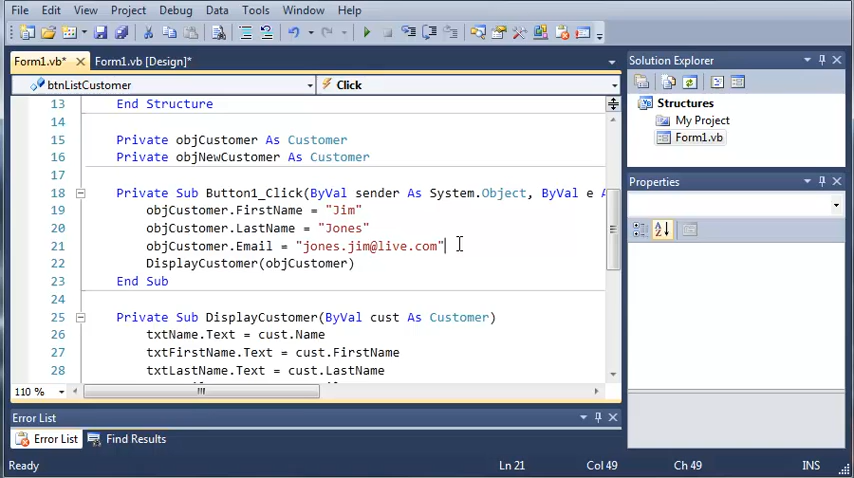 File Edit View Project Debug Data Tools Window Help
Form1.vb* Form1.vb [Design]*
btnListCustomer Click
13 End Structure
14
15 Private objCustomer As Customer
16 Private objNewCustomer As Customer
17
18 Private Sub Button1_Click(ByVal sender As System.Object, ByVal e A
19 objCustomer.FirstName = "Jim"
20 objCustomer.LastName = "Jones"
21 objCustomer.Email = "jones.jim@live.com"
22 DisplayCustomer(objCustomer)
23 End Sub
24
25 Private Sub DisplayCustomer(ByVal cust As Customer)
26 txtName.Text = cust.Name
27 txtFirstName.Text = cust.FirstName
28 txtLastName.Text = cust.LastName
110 %
Solution Explorer
Structures
My Project
Form1.vb
Properties
Error List
Error List Find Results
Ready Ln 21 Col 49 Ch 49 INS